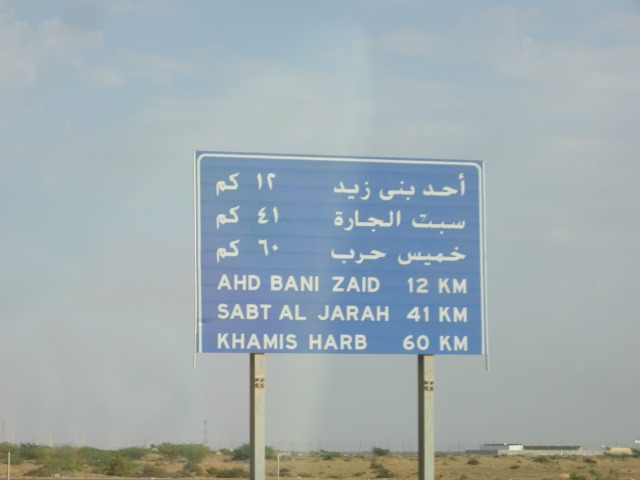 أحد بنى زيد ١٢ كم
سبت الجارة ٤١ كم
خميس حرب ٦٠ كم
AHD BANI ZAID 12 KM
SABT AL JARAH 41 KM
KHAMIS HARB 60 KM